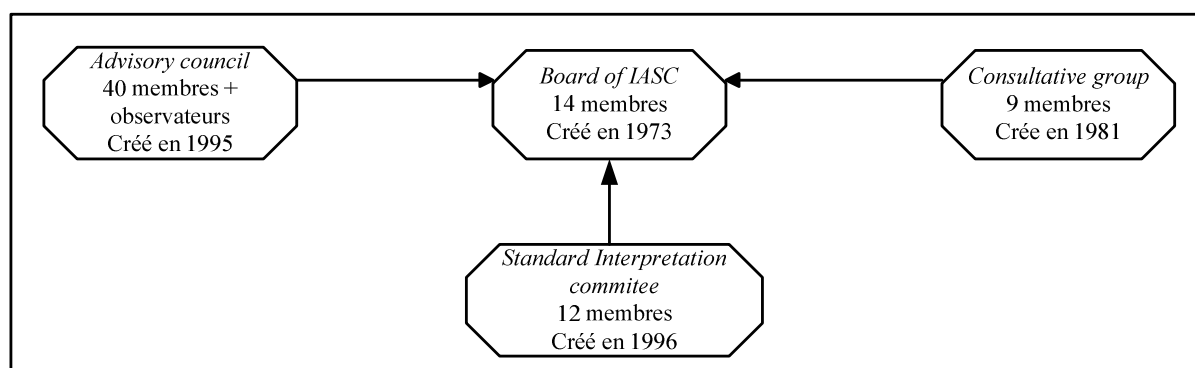 Advisory council
40 membres +
observateurs
Créé en 1995
Board of IASC
14 membres
Créé en 1973
Consultative group
9 membres
Crée en 1981
Standard Interpretation
commitee
12 membres
Créé en 1996